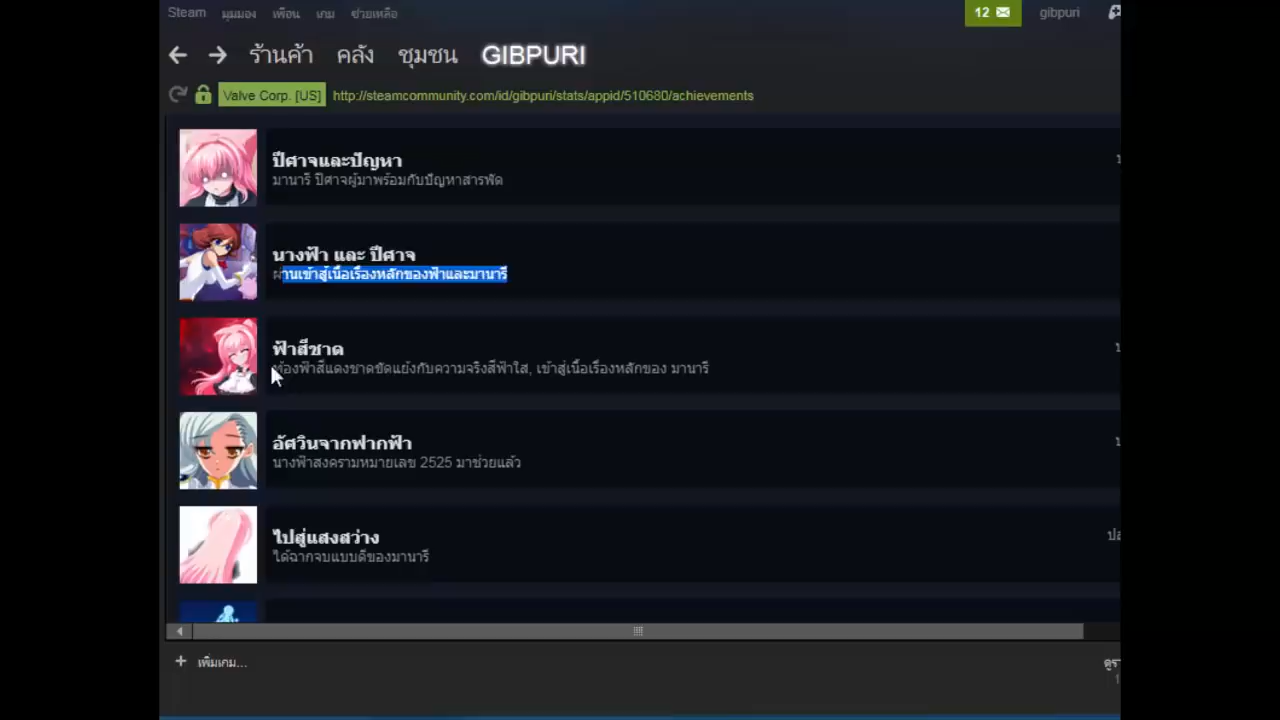 Steam มุมมอง เพื่อน เกม ช่วยเหลือ
12 gibpuri
ร้านค้า คลัง ชุมชน GIBPURI
Valve Corp. [US] http://steamcommunity.com/id/gibpuri/stats/appid/510680/achievements
ปีศาจและปัญหา
มานารี ปีศาจผู้มาพร้อมกับปัญหาสารพัด
นางฟ้า และ ปีศาจ
ผ่านเข้าสู่เนื้อเรื่องหลักของฟ้าและมานารี
ฟ้าสีชาด
ท้องฟ้าสีแดงชาดขัดแย้งกับความจริงสีฟ้าใส, เข้าสู่เนื้อเรื่องหลักของ มานารี
อัศวินจากฟากฟ้า
นางฟ้าสงครามหมายเลข 2525 มาช่วยแล้ว
ไปสู่แสงสว่าง
ได้ฉากจบแบบดีของมานารี
+ เพิ่มเกม...